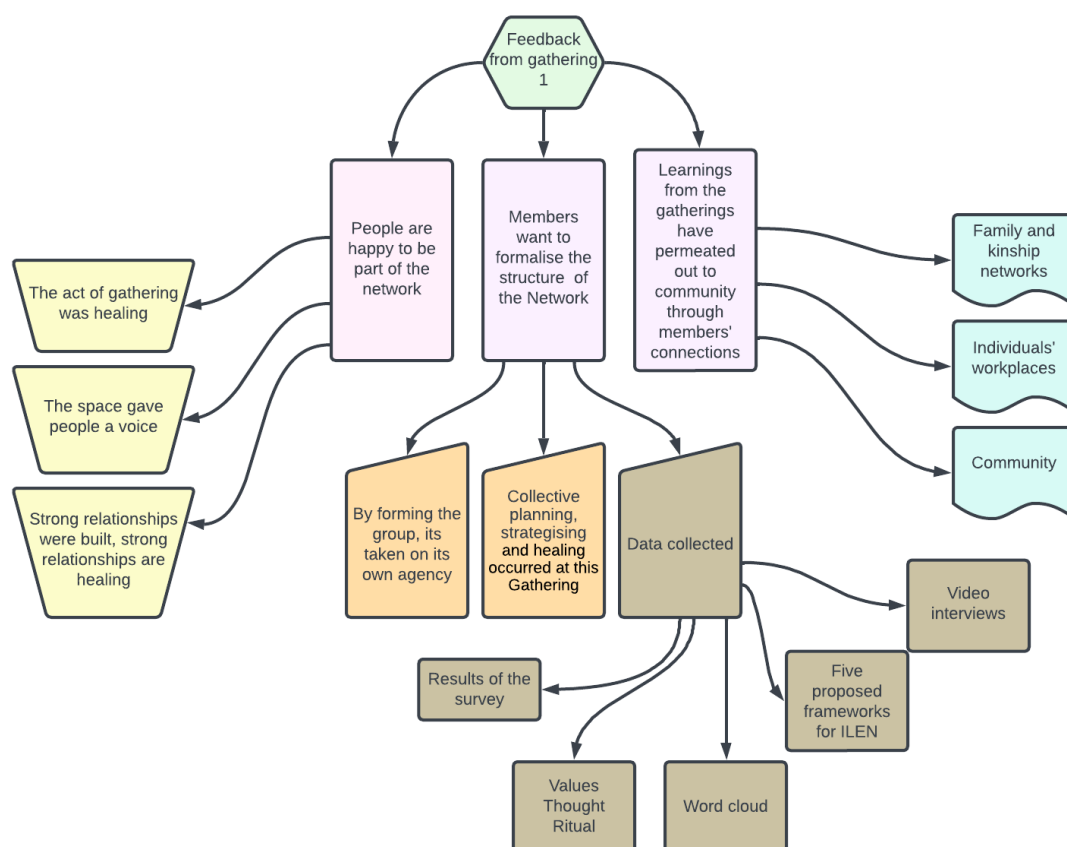 Feedback
from gathering
1
People are
happy to be
part of the
network
Members
want to
formalise the
structure of
the Network
Learnings
from the
gatherings
have
permeated
out to
community
through
members'
connections
The act of gathering
was healing
The space gave
people a voice
Strong relationships
were built, strong
relationships are
healing
Family and
kinship
networks
Individuals'
workplaces
Community
By forming the
group, its
taken on its
own agency
Collective
planning,
strategising
and healing
occurred at this
Gathering
Data collected
Video
interviews
Five
proposed
frameworks
for ILEN
Results of the
survey
Values
Thought
Ritual
Word cloud